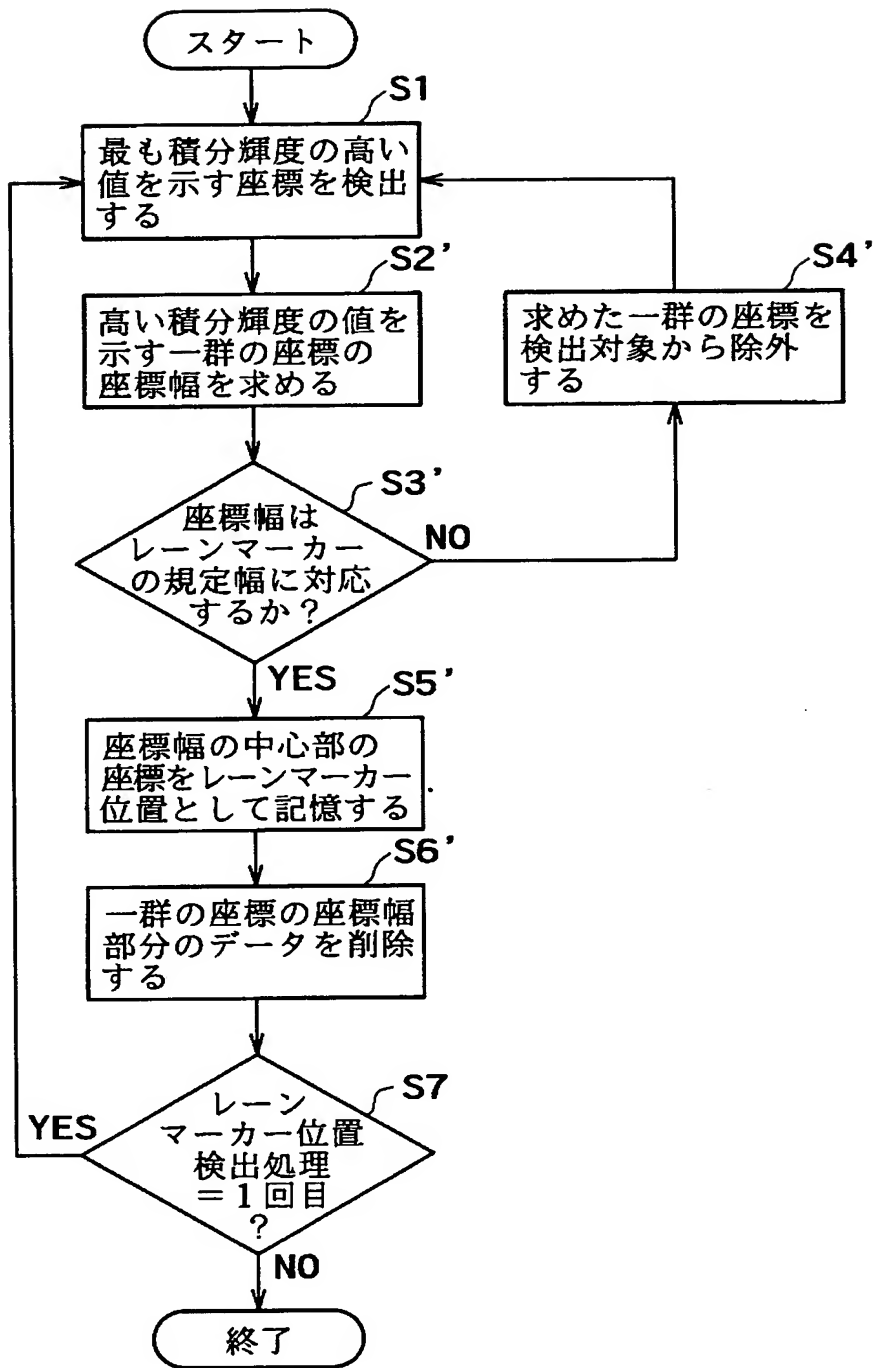 スタート
S1
最も積分輝度の高い
値を示す座標を検出
する
S2'
高い積分輝度の値を
示す一群の座標の
座標幅を求める
S4'
求めた一群の座標を
検出対象から除外
する
S3'
座標幅は
レーンマーカー
の規定幅に対応
するか?
NO
YES
S5'
座標幅の中心部の
座標をレーンマーカー
位置として記憶する
S6'
一群の座標の座標幅
部分のデータを削除
する
S7
レーン
マーカー位置
検出処理
=1回目
?
YES
NO
終了